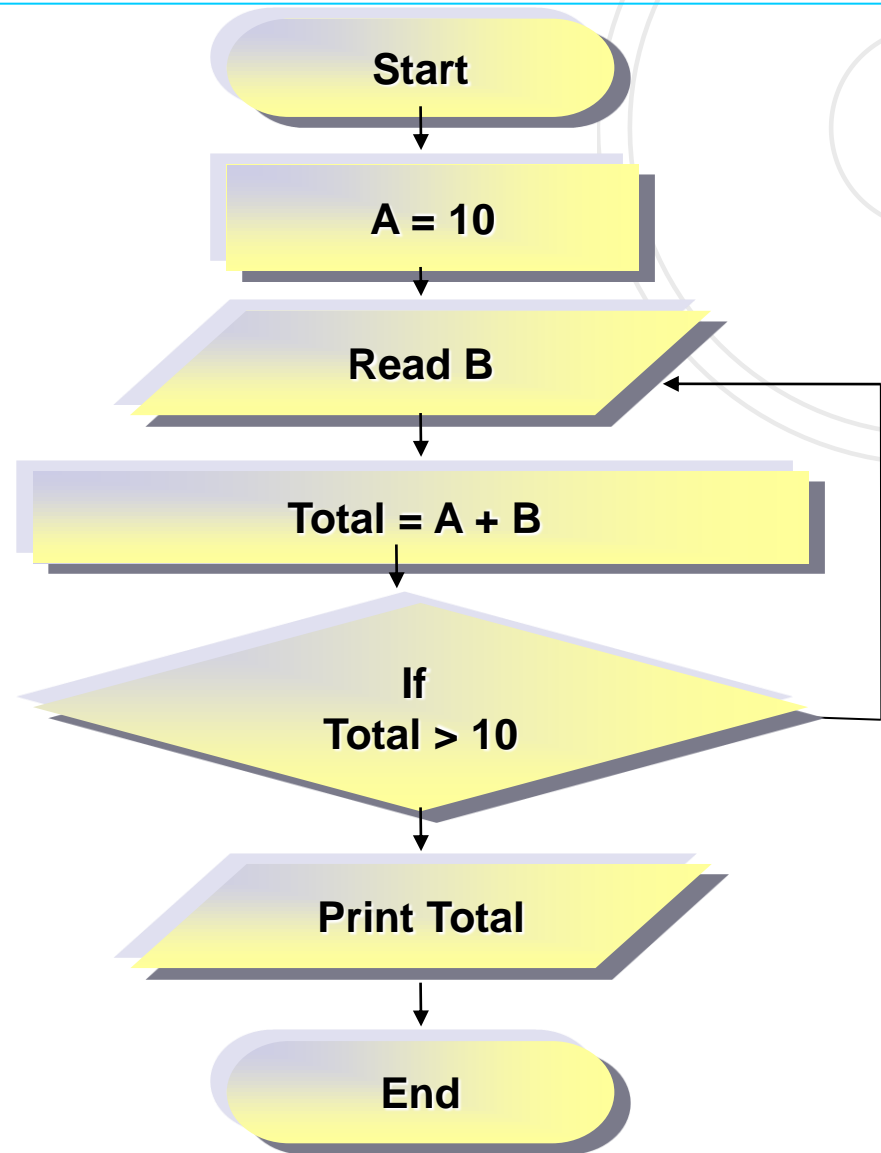 Start
A = 10
Read B
Total = A + B
If
Total > 10
Print Total
End